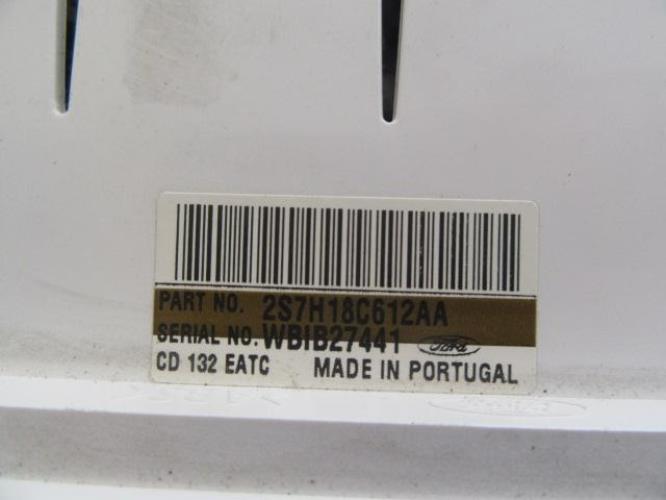 PART NO. 2S7H18C612AA
SERIAL NO. WBIB27441 Ford
CD 132 EATC MADE IN PORTUGAL